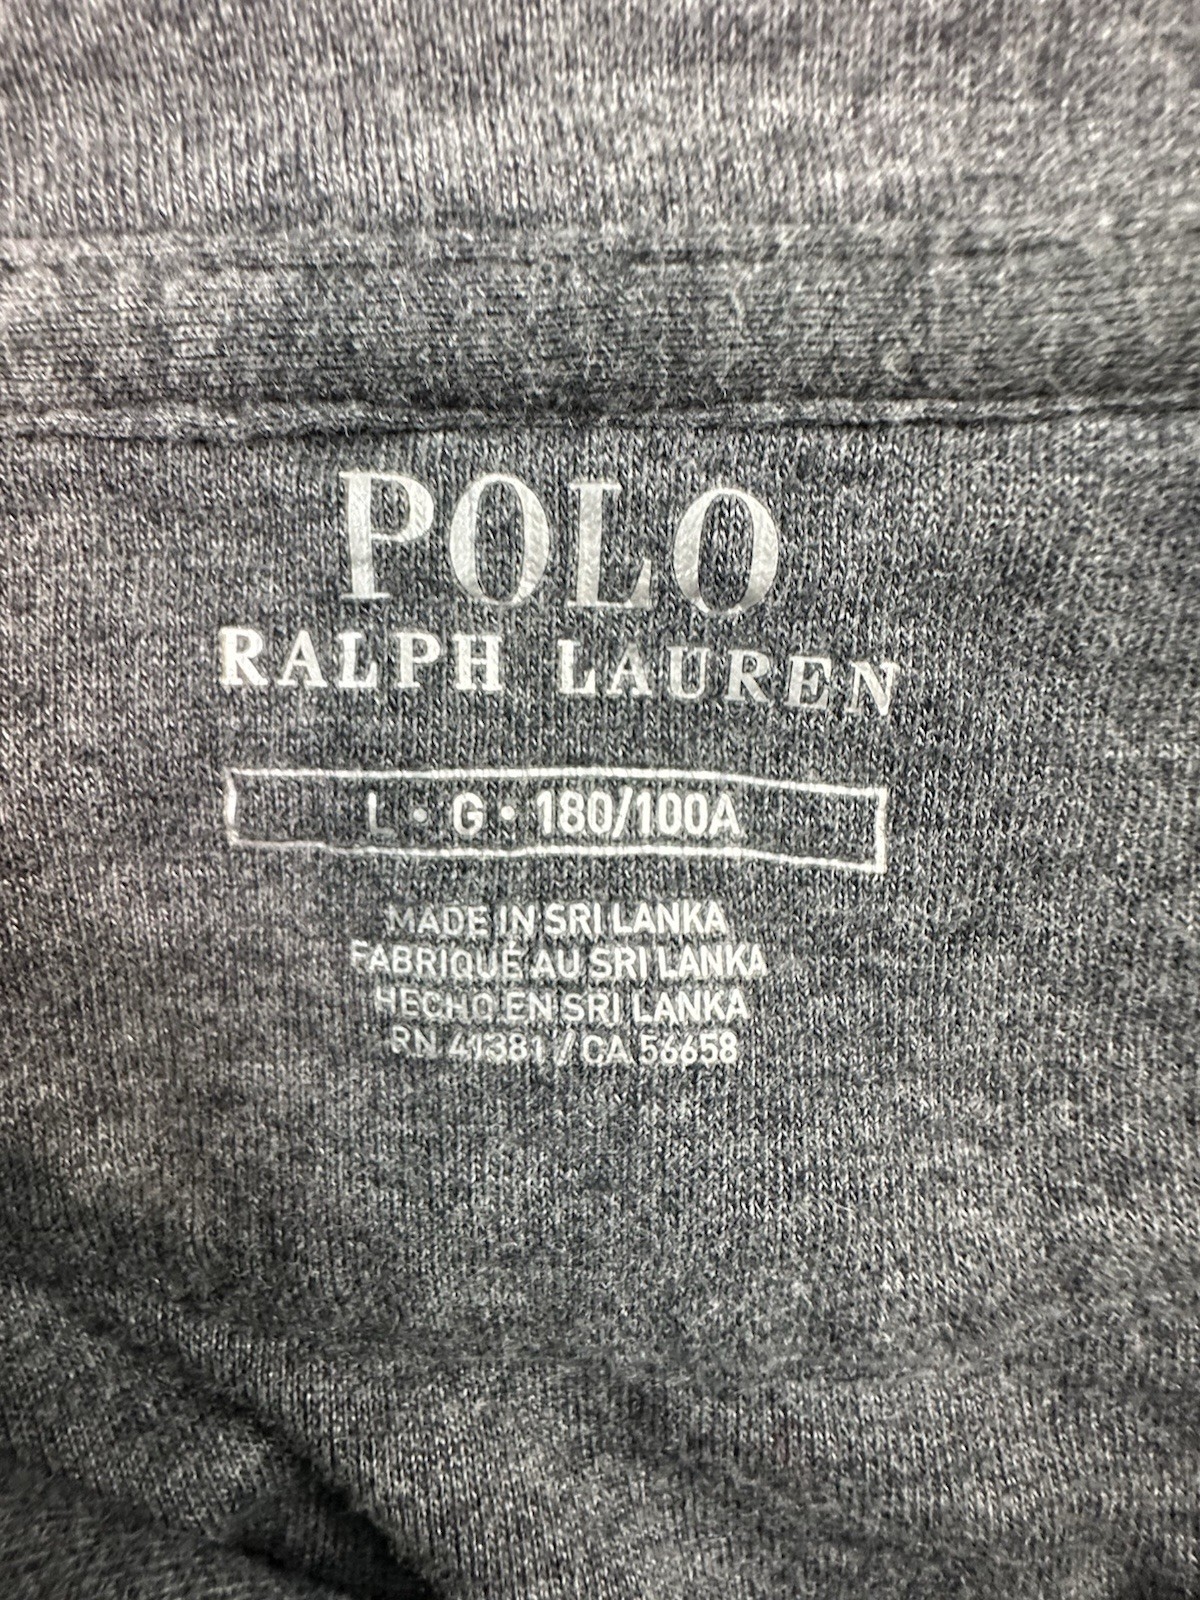 POLO
RALPH LAUREN
L • G • 180/100A
MADE IN SRI LANKA
FABRIQUÉ AU SRI LANKA
HECHO EN SRI LANKA
RN 41381 / CA 56658